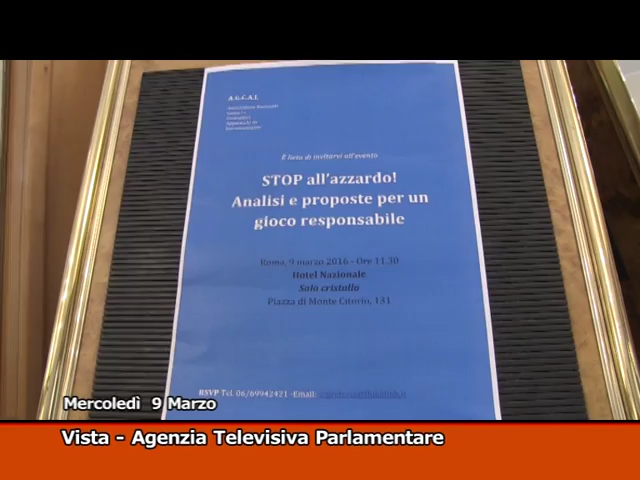 A.G.C.A.I.
È lieta di invitarvi all'evento
STOP all'azzardo!
Analisi e proposte per un
gioco responsabile
Roma, 9 marzo 2016 - Ore 11.30
Hotel Nazionale
Sala cristallo
Piazza di Monte Citorio, 131
RSVP Tel. 06/69942421 -Email:
Mercoledì 9 Marzo
Vista - Agenzia Televisiva Parlamentare